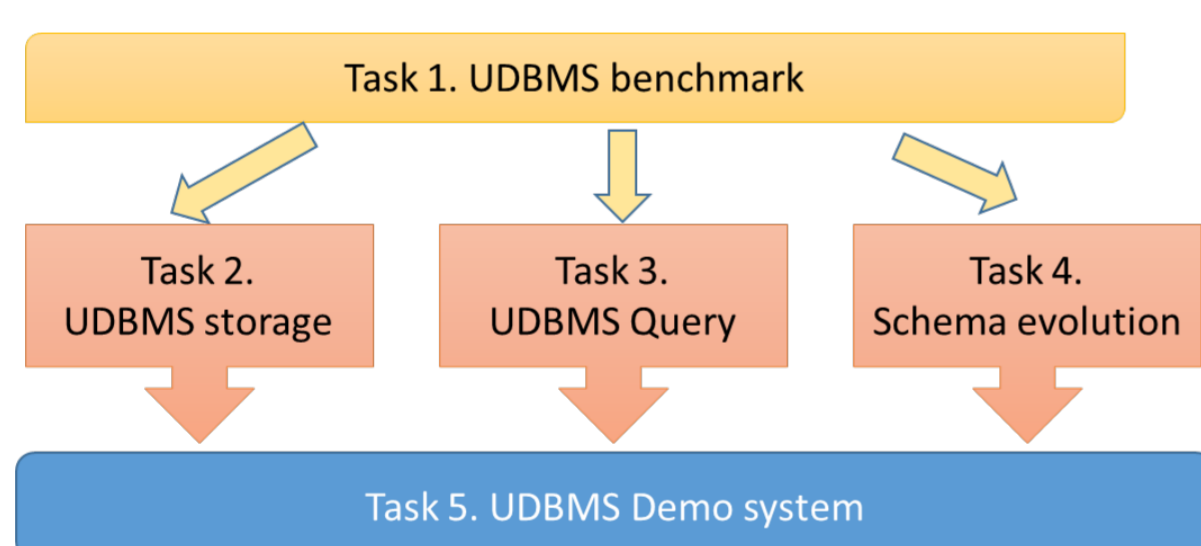 Task 1. UDBMS benchmark
Task 2.
UDBMS storage
Task 3.
UDBMS Query
Task 4.
Schema evolution
Task 5. UDBMS Demo system